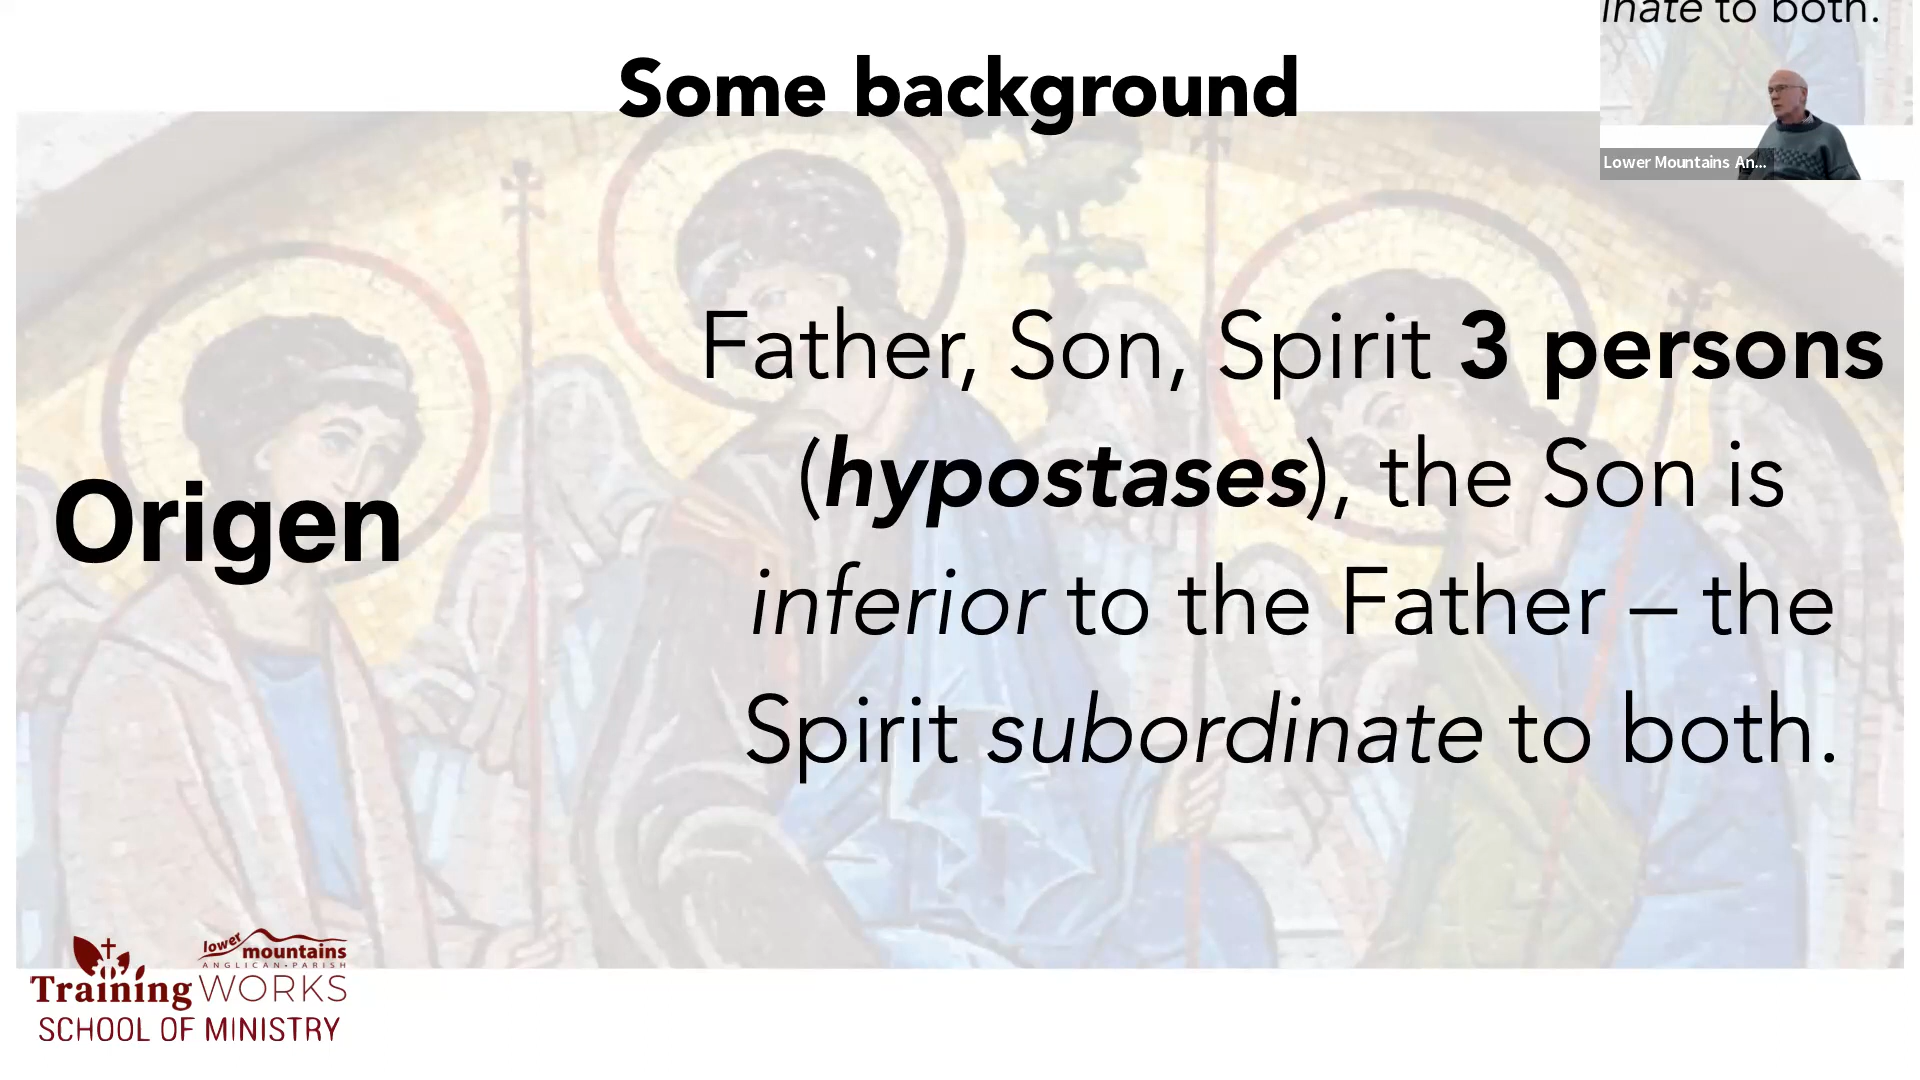 inate to both.
Some background
Lower Mountains An...
Father, Son, Spirit 3 persons
(hypostases), the Son is
Origen
inferior to the Father – the
Spirit subordinate to both.
lower
mountains
ANGLICAN•PARISH
Training WORKS
SCHOOL OF MINISTRY